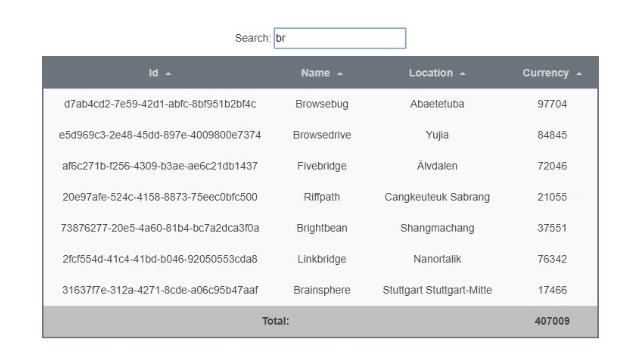 Search: br
Id Name Location Currency
d7ab4cd2-7e59-42d1-abfc-8bf951b2bf4c Browsebug Abaetetuba 97704
e5d969c3-2e48-45dd-897e-4009800e7374 Browsedrive Yujia 84845
af6c271b-f256-4309-b3ae-ae6c21db1437 Fivebridge Älvdalen 72046
20e97afe-524c-4158-8873-75eec0bfc500 Riffpath Cangkeuteuk Sabrang 21055
73876277-20e5-4a60-81b4-bc7a2dca3f0a Brightbean Shangmachang 37551
2fcf554d-41c4-41bd-b046-92050553cda8 Linkbridge Nanortalik 76342
31637f7e-312a-4271-8cde-a06c95b47aaf Brainsphere Stuttgart Stuttgart-Mitte 17466
Total: 407009